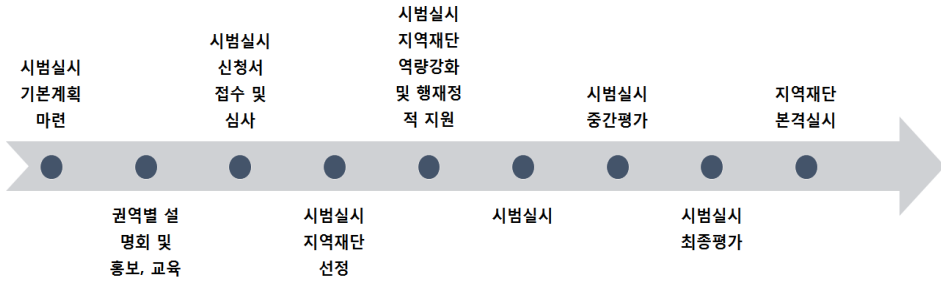 시범실시
기본계획
마련
권역별 설
명회 및
홍보, 교육
시범실시
신청서
접수 및
심사
시범실시
지역재단
선정
시범실시
지역재단
역량강화
및 행재정
적 지원
시범실시
시범실시
중간평가
시범실시
최종평가
지역재단
본격실시